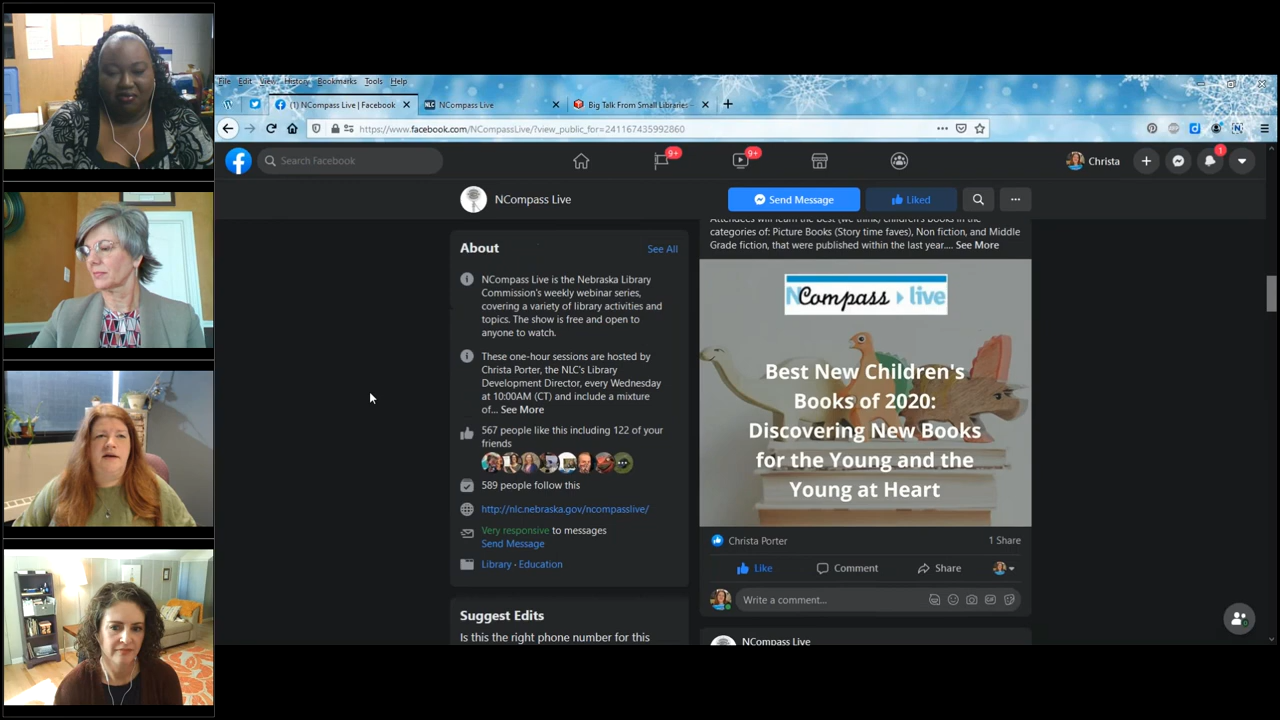 File Edit View History Bookmarks Tools Help
(1) NCompass Live | Facebook
NLC NCompass Live
Big Talk From Small Libraries -
https://www.facebook.com/NCompassLive/?view_public_for=241167435992860
Search Facebook
9+
9+
Christa
1
NCompass Live
Send Message
Liked
About
See All
NCompass Live is the Nebraska Library
Commission's weekly webinar series,
covering a variety of library activities and
topics. The show is free and open to
anyone to watch.
These one-hour sessions are hosted by
Christa Porter, the NLC's Library
Development Director, every Wednesday
at 10:00AM (CT) and include a mixture
of... See More
567 people like this including 122 of your
friends
589 people follow this
http://nlc.nebraska.gov/ncompasslive/
Very responsive to messages
Send Message
Library · Education
Suggest Edits
Is this the right phone number for this
Attendees will learn the best (we think) children's books in the
categories of: Picture Books (Story time faves), Non fiction, and Middle
Grade fiction, that were published within the last year.... See More
NCompass live
Best New Children's
Books of 2020:
Discovering New Books
for the Young and the
Young at Heart
Christa Porter
1 Share
Like
Comment
Share
Write a comment...
GIF
NCompass Live